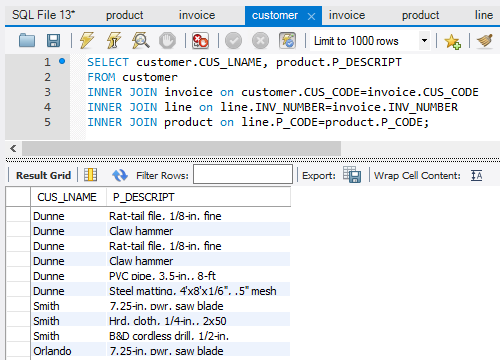 SQL File 13* product invoice customer × invoice product line
Limit to 1000 rows
1 SELECT customer.CUS_LNAME, product.P_DESCRIPT
2 FROM customer
3 INNER JOIN invoice on customer.CUS_CODE=invoice.CUS_CODE
4 INNER JOIN line on line.INV_NUMBER=invoice.INV_NUMBER
5 INNER JOIN product on line.P_CODE=product.P_CODE;
Result Grid Filter Rows: Export: Wrap Cell Content: IA
CUS_LNAME P_DESCRIPT
Dunne Rat-tail file, 1/8-in. fine
Dunne Claw hammer
Dunne Rat-tail file, 1/8-in. fine
Dunne Claw hammer
Dunne PVC pipe, 3.5-in., 8-ft
Dunne Steel matting, 4'x8'x1/6", .5" mesh
Smith 7.25-in. pwr. saw blade
Smith Hrd. cloth, 1/4-in., 2x50
Smith B&D cordless drill, 1/2-in.
Orlando 7.25-in. pwr. saw blade